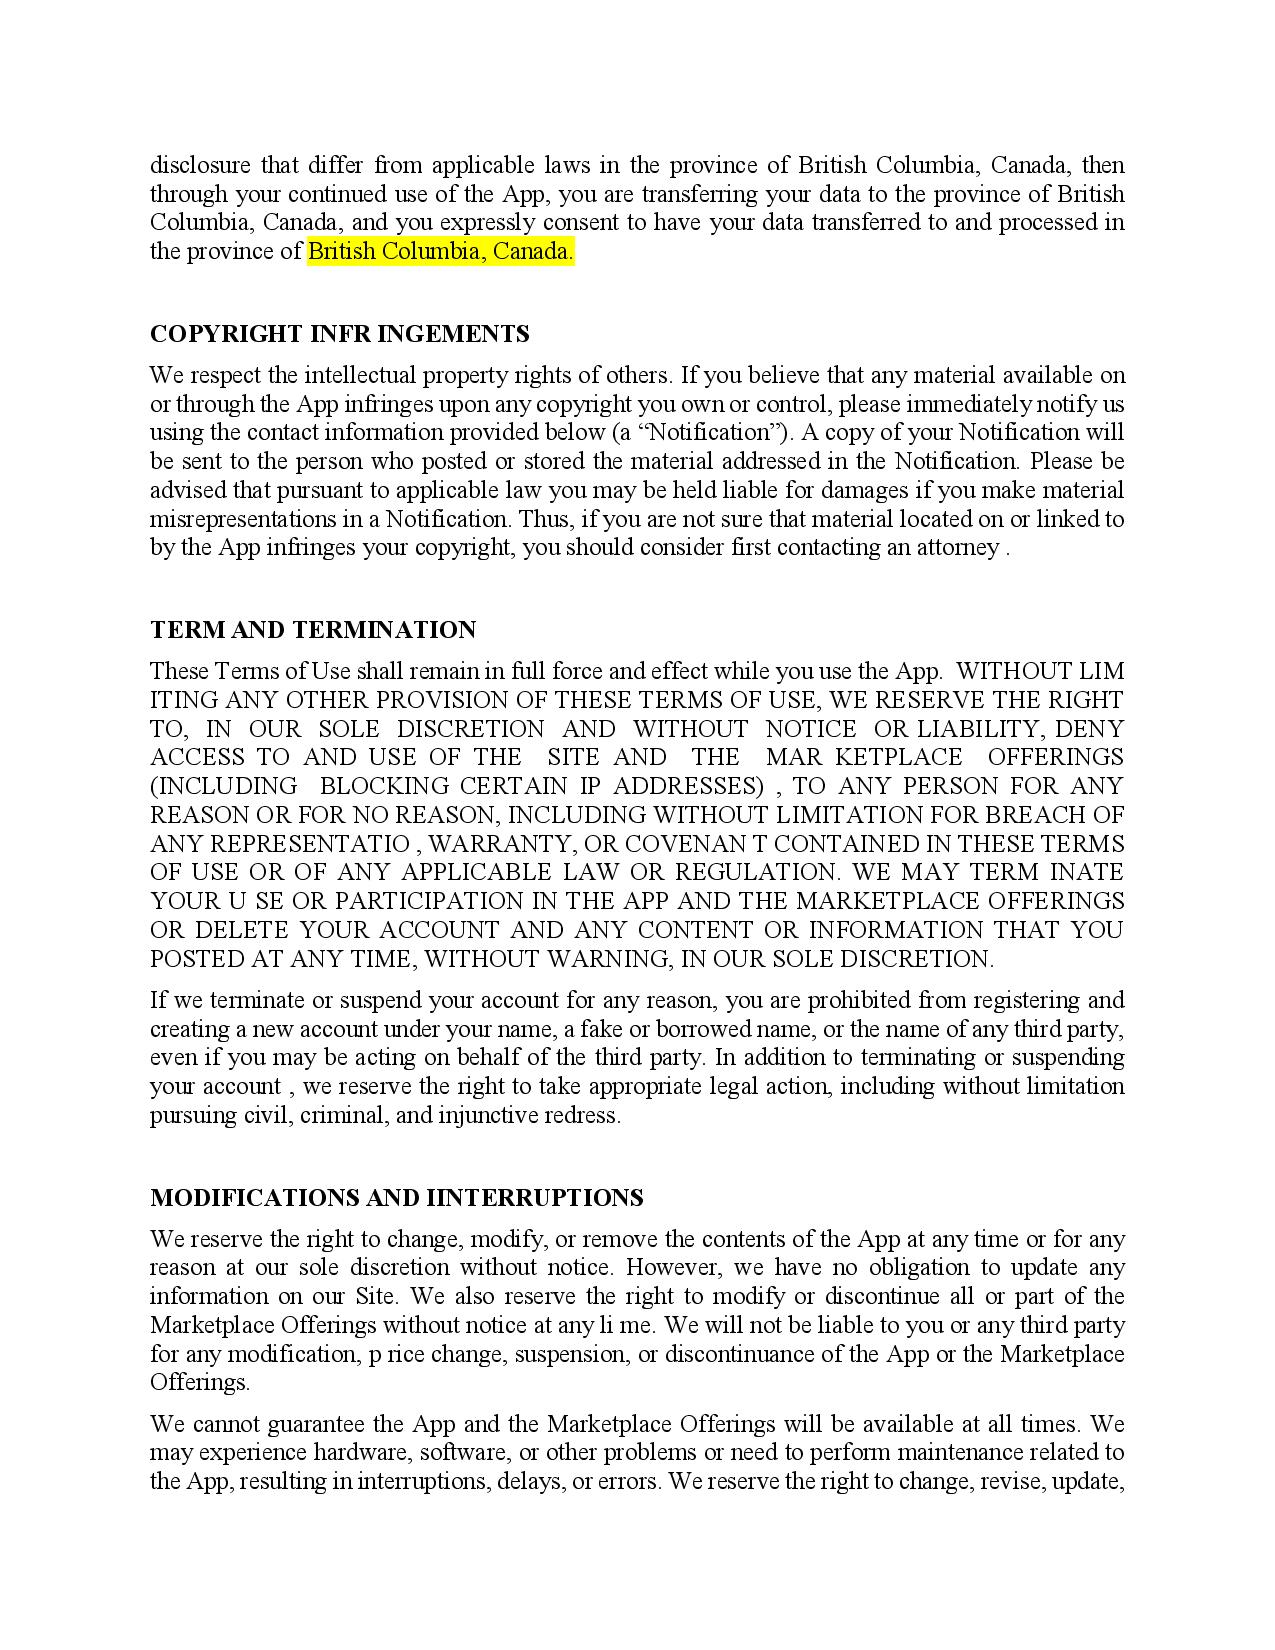 disclosure that differ from applicable laws in the province of British Columbia, Canada, then
through your continued use of the App, you are transferring your data to the province of British
Columbia, Canada, and you expressly consent to have your data transferred to and processed in
the province of British Columbia, Canada.
COPYRIGHT INFR INGEMENTS
We respect the intellectual property rights of others. If you believe that any material available on
or through the App infringes upon any copyright you own or control, please immediately notify us
using the contact information provided below (a “Notification”). A copy of your Notification will
be sent to the person who posted or stored the material addressed in the Notification. Please be
advised that pursuant to applicable law you may be held liable for damages if you make material
misrepresentations in a Notification. Thus, if you are not sure that material located on or linked to
by the App infringes your copyright, you should consider first contacting an attorney .
TERM AND TERMINATION
These Terms of Use shall remain in full force and effect while you use the App. WITHOUT LIM
ITING ANY OTHER PROVISION OF THESE TERMS OF USE, WE RESERVE THE RIGHT
TO, IN OUR SOLE DISCRETION AND WITHOUT NOTICE OR LIABILITY, DENY
ACCESS TO AND USE OF THE SITE AND THE MAR KETPLACE OFFERINGS
(INCLUDING BLOCKING CERTAIN IP ADDRESSES) , TO ANY PERSON FOR ANY
REASON OR FOR NO REASON, INCLUDING WITHOUT LIMITATION FOR BREACH OF
ANY REPRESENTATIO , WARRANTY, OR COVENAN T CONTAINED IN THESE TERMS
OF USE OR OF ANY APPLICABLE LAW OR REGULATION. WE MAY TERM INATE
YOUR U SE OR PARTICIPATION IN THE APP AND THE MARKETPLACE OFFERINGS
OR DELETE YOUR ACCOUNT AND ANY CONTENT OR INFORMATION THAT YOU
POSTED AT ANY TIME, WITHOUT WARNING, IN OUR SOLE DISCRETION.
If we terminate or suspend your account for any reason, you are prohibited from registering and
creating a new account under your name, a fake or borrowed name, or the name of any third party,
even if you may be acting on behalf of the third party. In addition to terminating or suspending
your account , we reserve the right to take appropriate legal action, including without limitation
pursuing civil, criminal, and injunctive redress.
MODIFICATIONS AND IINTERRUPTIONS
We reserve the right to change, modify, or remove the contents of the App at any time or for any
reason at our sole discretion without notice. However, we have no obligation to update any
information on our Site. We also reserve the right to modify or discontinue all or part of the
Marketplace Offerings without notice at any li me. We will not be liable to you or any third party
for any modification, p rice change, suspension, or discontinuance of the App or the Marketplace
Offerings.
We cannot guarantee the App and the Marketplace Offerings will be available at all times. We
may experience hardware, software, or other problems or need to perform maintenance related to
the App, resulting in interruptions, delays, or errors. We reserve the right to change, revise, update,